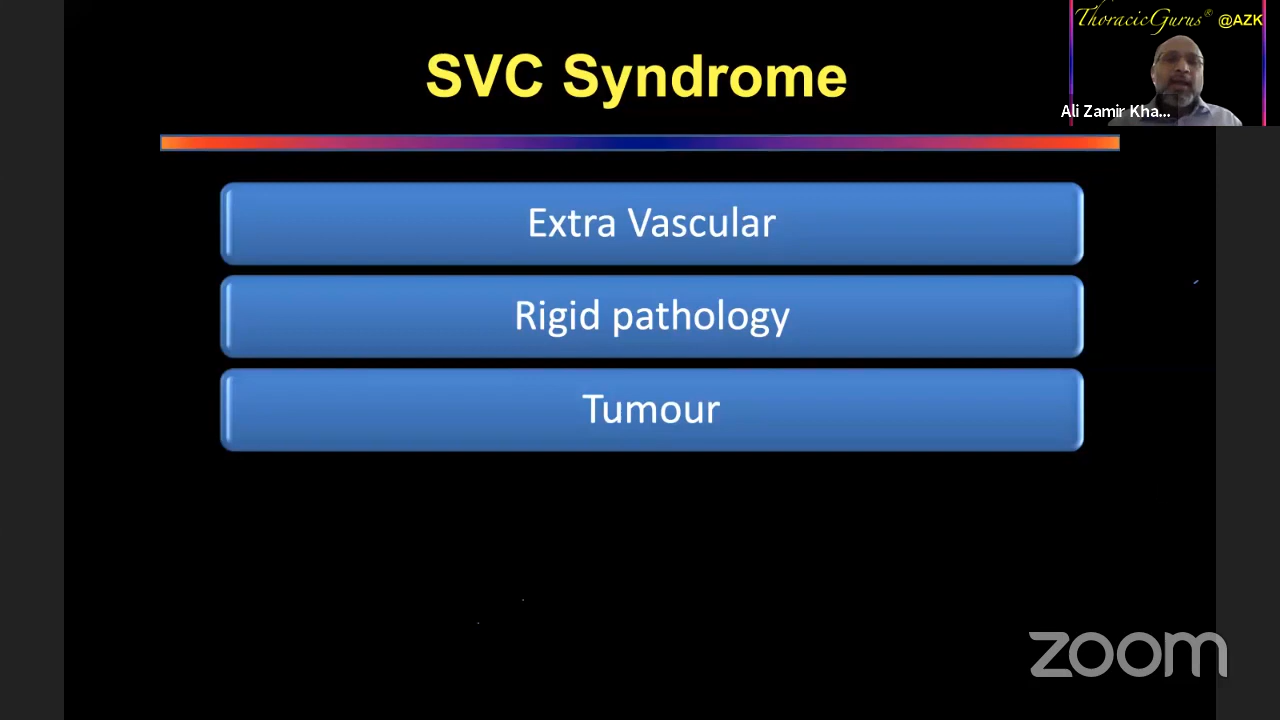 ThoracicGurus® @AZK
SVC Syndrome
Ali Zamir Kha...
Extra Vascular
Rigid pathology
Tumour
zoom